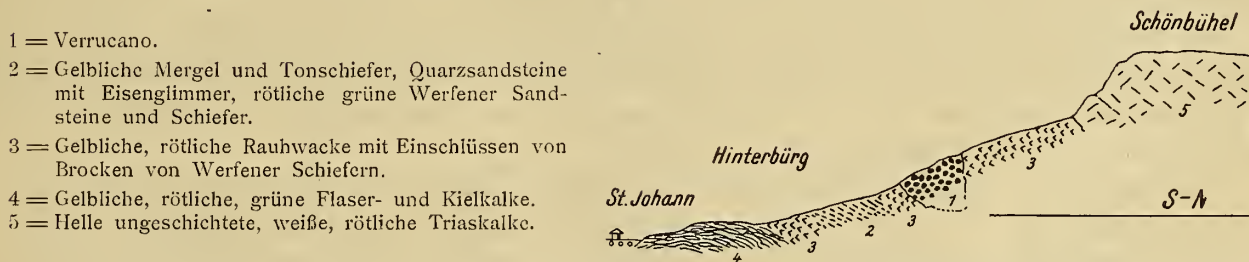 1 = Verrucano.
2 = Gelbliche Mergel und Tonschiefer, Quarzsandsteine
mit Eisenglimmer, rötliche grüne Werfener Sand-
steine und Schiefer.
3 = Gelbliche, rötliche Rauhwacke mit Einschlüssen von
Brocken von Werfener Schiefern.
4 = Gelbliche, rötliche, grüne Flaser- und Kielkalke.
5 = Helle ungeschichtete, weiße, rötliche Triaskalke.
Schönbühel
5
3
Hinterbürg
St. Johann
1
S-N
3
2
3
4